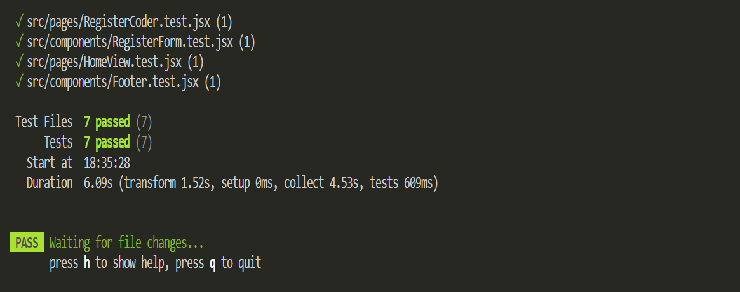 ✓ src/pages/RegisterCoder.test.jsx (1)
✓ src/components/RegisterForm.test.jsx (1)
✓ src/pages/HomeView.test.jsx (1)
✓ src/components/Footer.test.jsx (1)
Test Files 7 passed (7)
Tests 7 passed (7)
Start at 18:35:28
Duration 6.09s (transform 1.52s, setup 0ms, collect 4.53s, tests 609ms)
PASS Waiting for file changes...
press h to show help, press q to quit